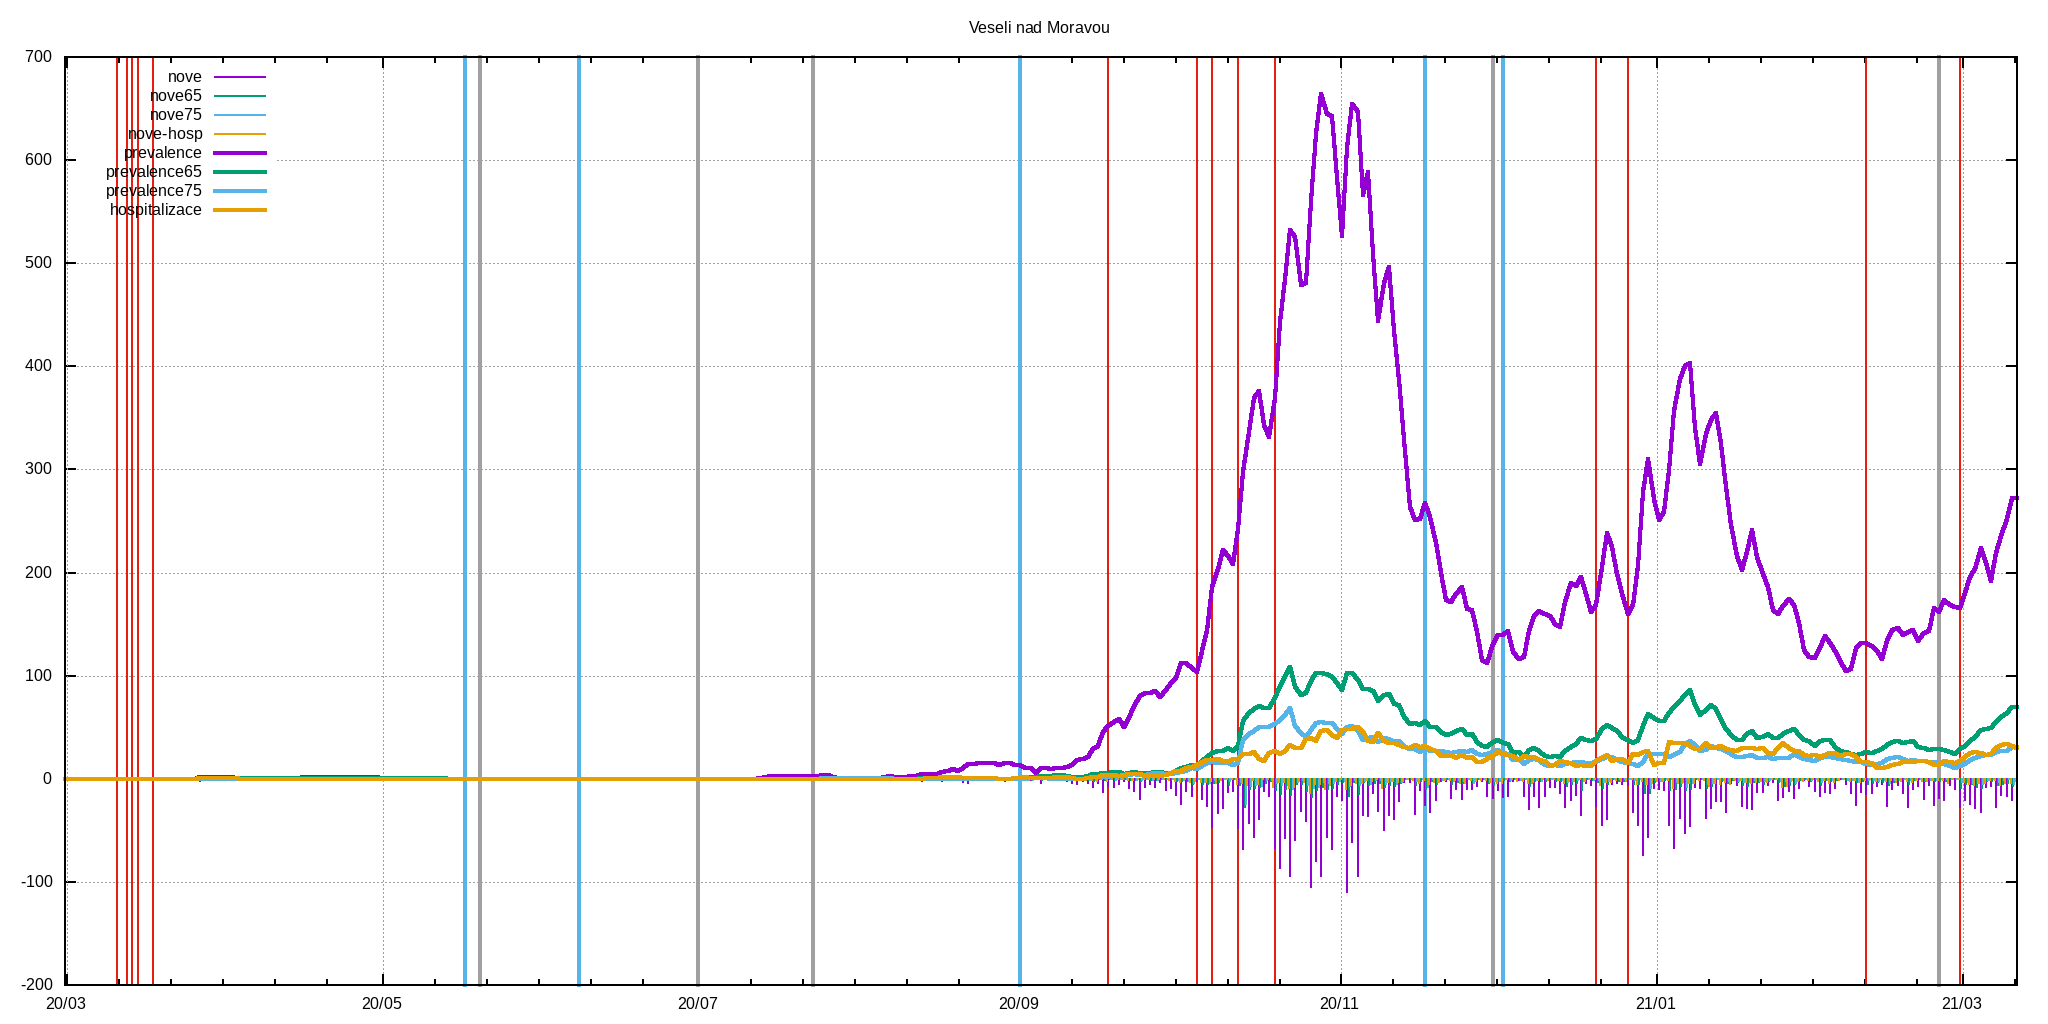 Veseli nad Moravou
700
600
500
400
300
200
100
0
-100
-200
nove
nove65
nove75
nove-hosp
prevalence
prevalence65
prevalence75
hospitalizace
20/03 20/05 20/07 20/09 20/11 21/01 21/03